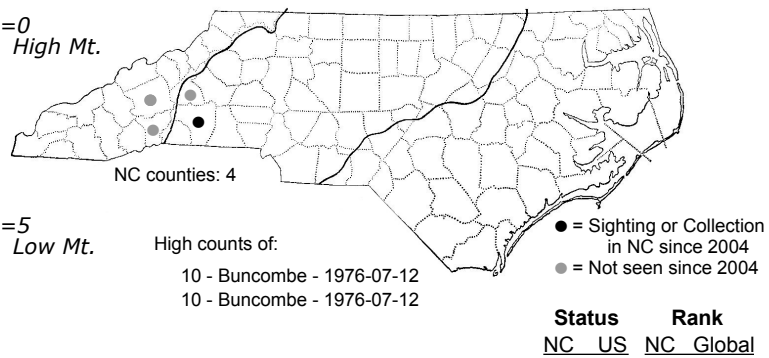 =0
High Mt.
NC counties: 4
=5
Low Mt.
High counts of:
10 - Buncombe - 1976-07-12
10 - Buncombe - 1976-07-12
● = Sighting or Collection
in NC since 2004
● = Not seen since 2004
Status Rank
NC US NC Global